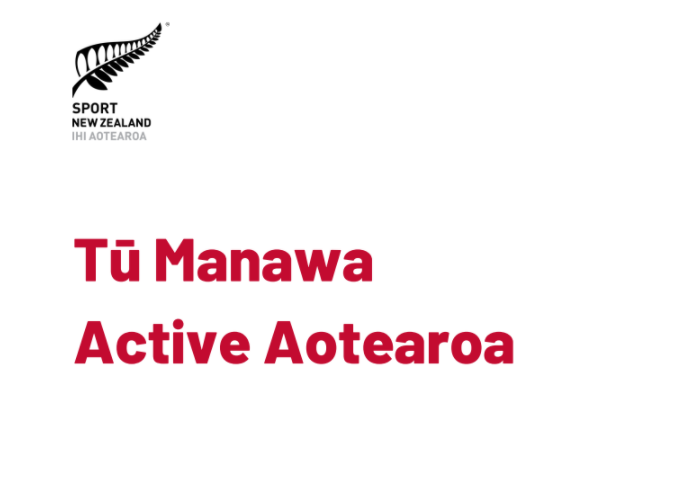 SPORT
NEW ZEALAND
IHI AOTEAROA
Tū Manawa
Active Aotearoa